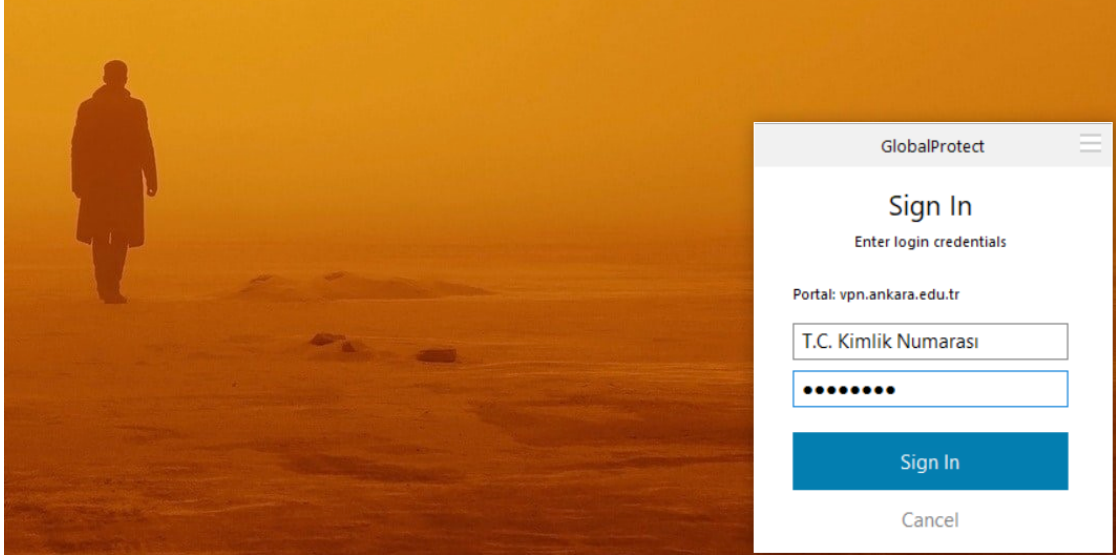 GlobalProtect
Sign In
Enter login credentials
Portal: vpn.ankara.edu.tr
T.C. Kimlik Numarası
Sign In
Cancel